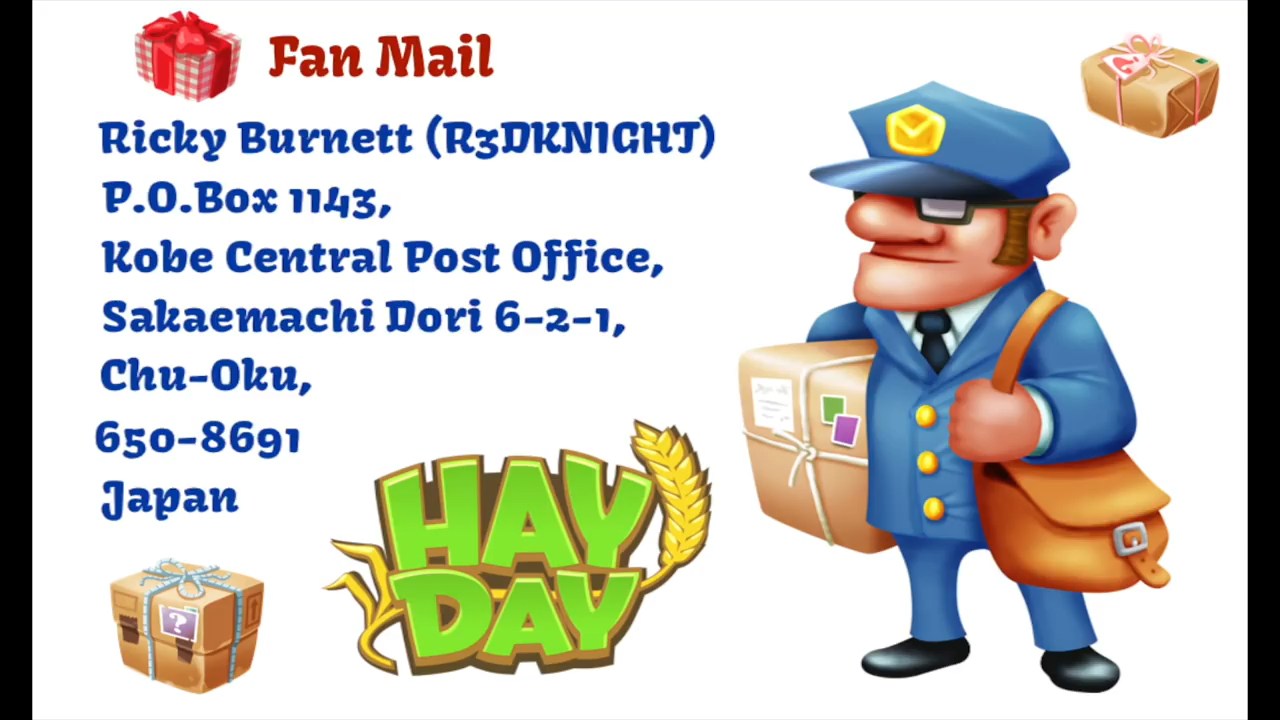 Fan Mail
Ricky Burnett (R3DKNIGHT)
P.O.Box 1143,
Kobe Central Post Office,
Sakaemachi Dori 6-2-1,
Chu-Oku,
650-8691
Japan
HAY
DAY
?